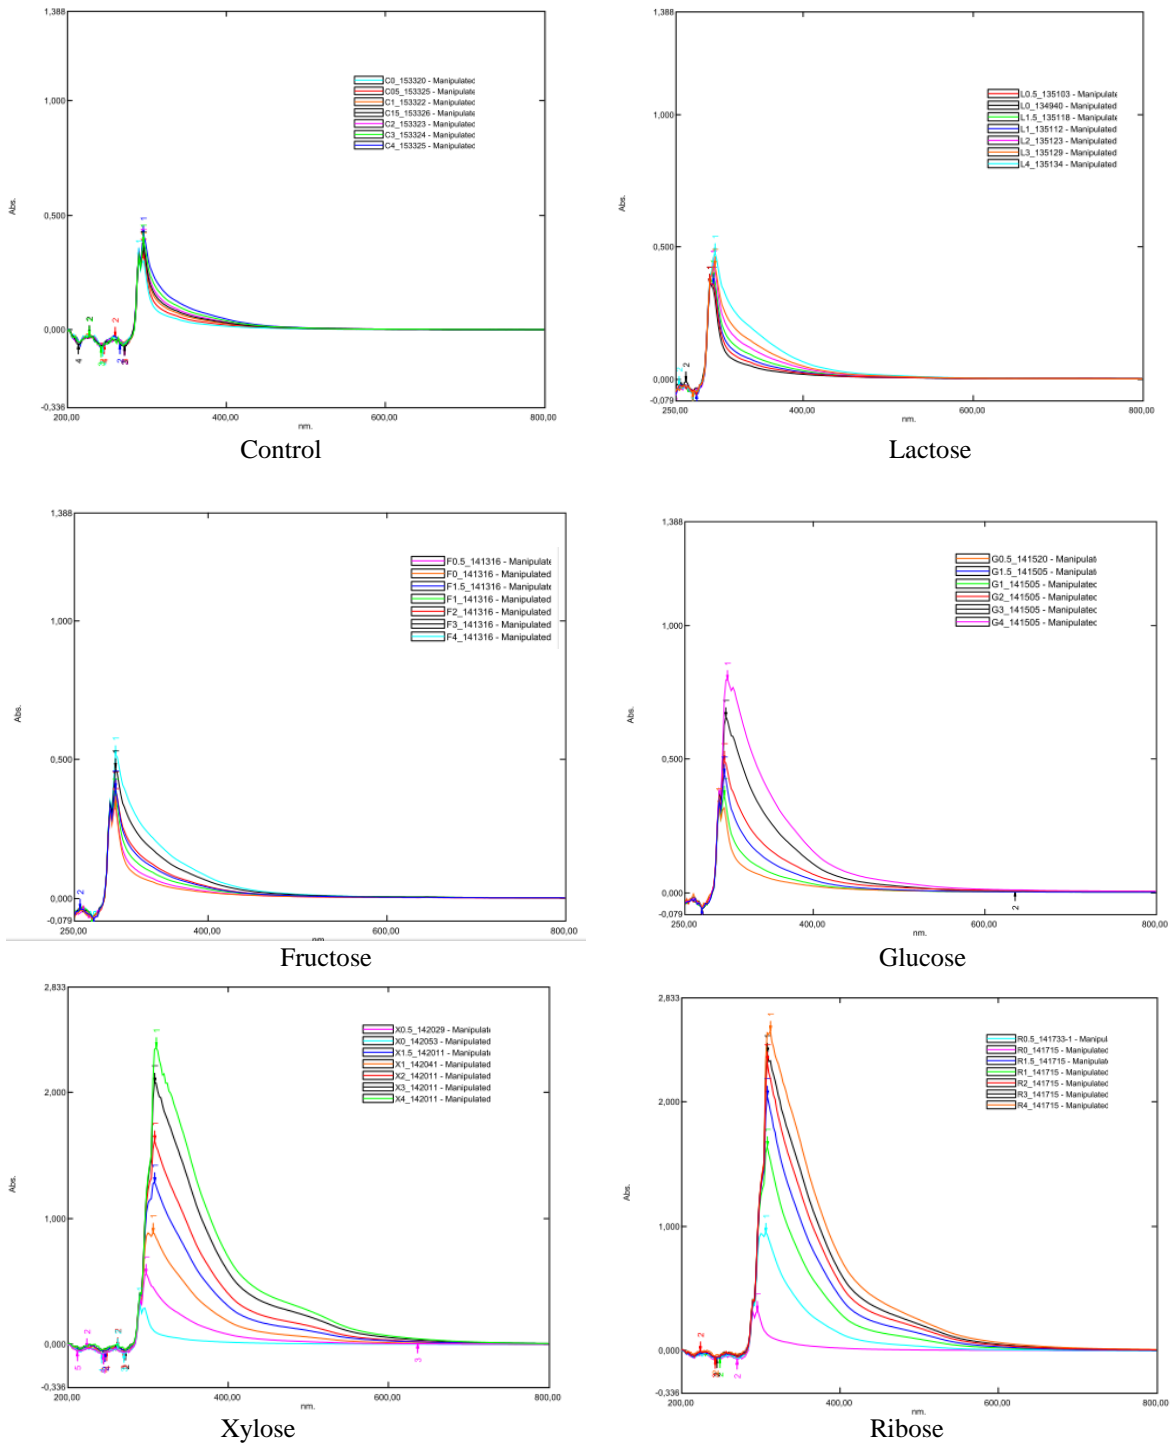 1,388
1,000
0,500
0,000
-0,336
200,00
400,00
600,00
800,00
Abs.
nm.
C0_153320 - Manipulated
C05_153325 - Manipulated
C1_153322 - Manipulated
C15_153326 - Manipulated
C2_153323 - Manipulated
C3_153324 - Manipulated
C4_153325 - Manipulated
Control
1,388
1,000
0,500
0,000
-0,079
250,00
400,00
600,00
800,00
Abs.
nm.
L0.5_135103 - Manipulated
L0_134940 - Manipulated
L1.5_135118 - Manipulated
L1_135112 - Manipulated
L2_135123 - Manipulated
L3_135129 - Manipulated
L4_135134 - Manipulated
Lactose
1,388
1,000
0,500
0,000
-0,079
250,00
400,00
600,00
800,00
Abs.
nm.
F0.5_141316 - Manipulate
F0_141316 - Manipulated
F1.5_141316 - Manipulate
F1_141316 - Manipulated
F2_141316 - Manipulated
F3_141316 - Manipulated
F4_141316 - Manipulated
Fructose
1,388
1,000
0,500
0,000
-0,079
250,00
400,00
600,00
800,00
Abs.
nm.
G0.5_141520 - Manipulat
G1.5_141505 - Manipulat
G1_141505 - Manipulated
G2_141505 - Manipulated
G3_141505 - Manipulated
G4_141505 - Manipulated
Glucose
2,833
2,000
1,000
0,000
-0,336
200,00
400,00
600,00
800,00
Abs.
nm.
X0.5_142029 - Manipulat
X0_142053 - Manipulated
X1.5_142011 - Manipulat
X1_142041 - Manipulated
X2_142011 - Manipulated
X3_142011 - Manipulated
X4_142011 - Manipulated
Xylose
2,833
2,000
1,000
0,000
-0,336
200,00
400,00
600,00
800,00
Abs.
nm.
R0.5_141733-1 - Manipul
R0_141715 - Manipulated
R1.5_141715 - Manipulat
R1_141715 - Manipulated
R2_141715 - Manipulated
R3_141715 - Manipulated
R4_141715 - Manipulated
Ribose